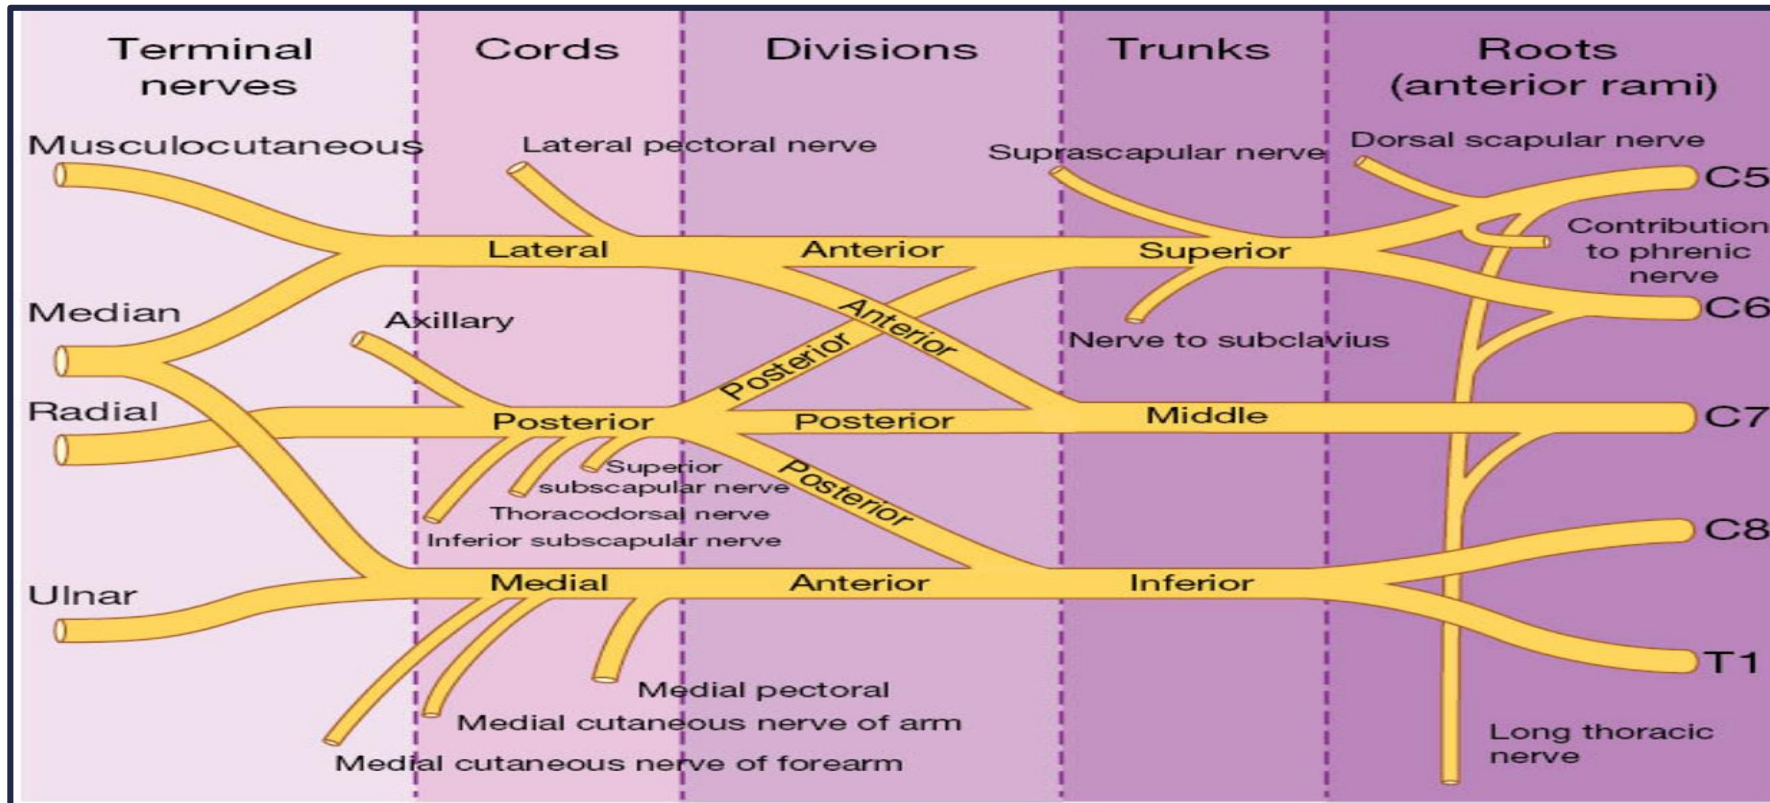 Terminal
nerves
Cords
Divisions
Trunks
Roots
(anterior rami)
Musculocutaneous
Lateral pectoral nerve
Suprascapular nerve
Dorsal scapular nerve
C5
Contribution
to phrenic
nerve
Lateral
Anterior
Superior
Median
Axillary
Anterior
Posterior
Nerve to subclavius
C6
Radial
Posterior
Posterior
Middle
C7
Superior
subscapular nerve
Thoracodorsal nerve
Inferior subscapular nerve
Posterior
C8
Ulnar
Medial
Anterior
Inferior
T1
Medial pectoral
Medial cutaneous nerve of arm
Medial cutaneous nerve of forearm
Long thoracic
nerve